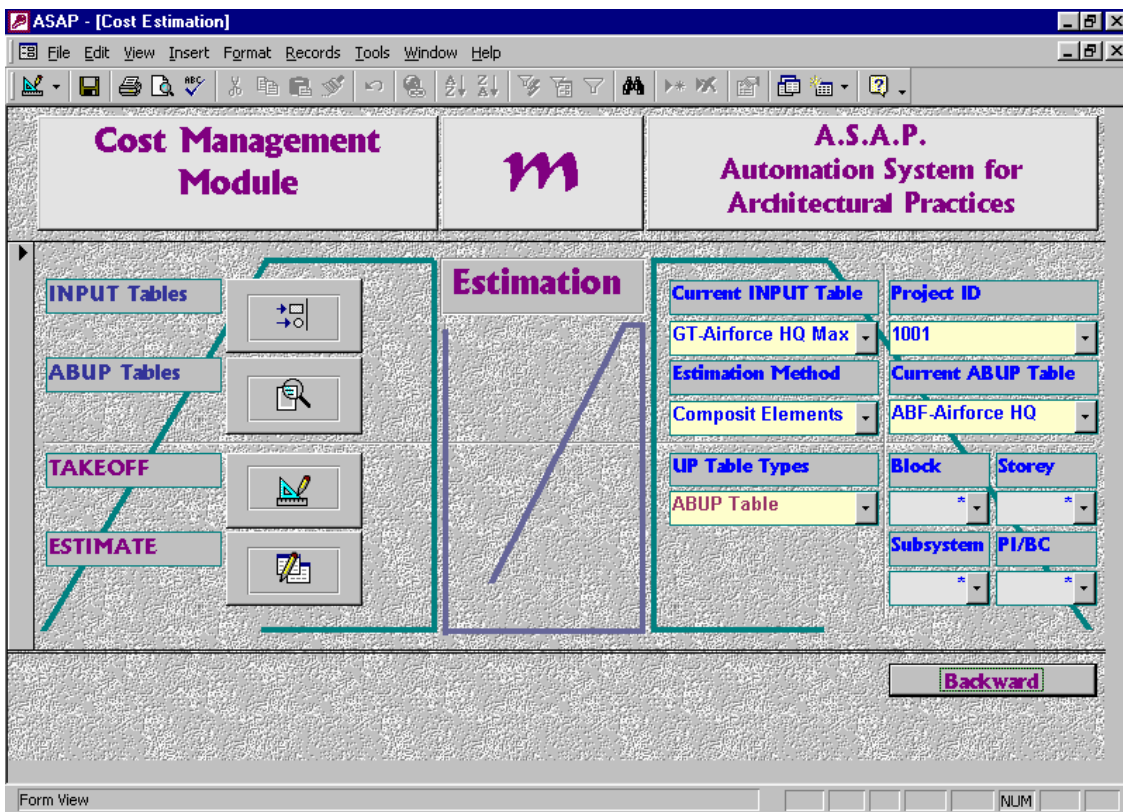 ASAP - [Cost Estimation]
File Edit View Insert Format Records Tools Window Help
ABC
Cost Management
Module
m
A.S.A.P.
Automation System for
Architectural Practices
INPUT Tables
ABUP Tables
TAKEOFF
ESTIMATE
Estimation
Current INPUT Table
Project ID
GT-Airforce HQ Max
1001
Estimation Method
Current ABUP Table
Composit Elements
ABF-Airforce HQ
UP Table Types
Block
Storey
ABUP Table
*
*
Subsystem
PI/BC
*
*
Backward
Form View
NUM